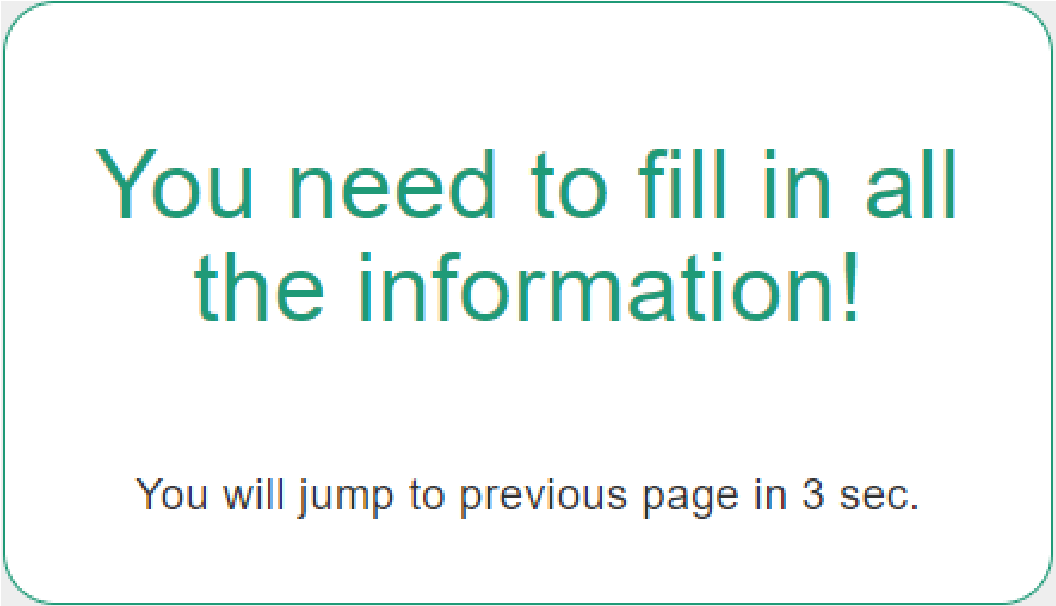 You need to fill in all
the information!
You will jump to previous page in 3 sec.